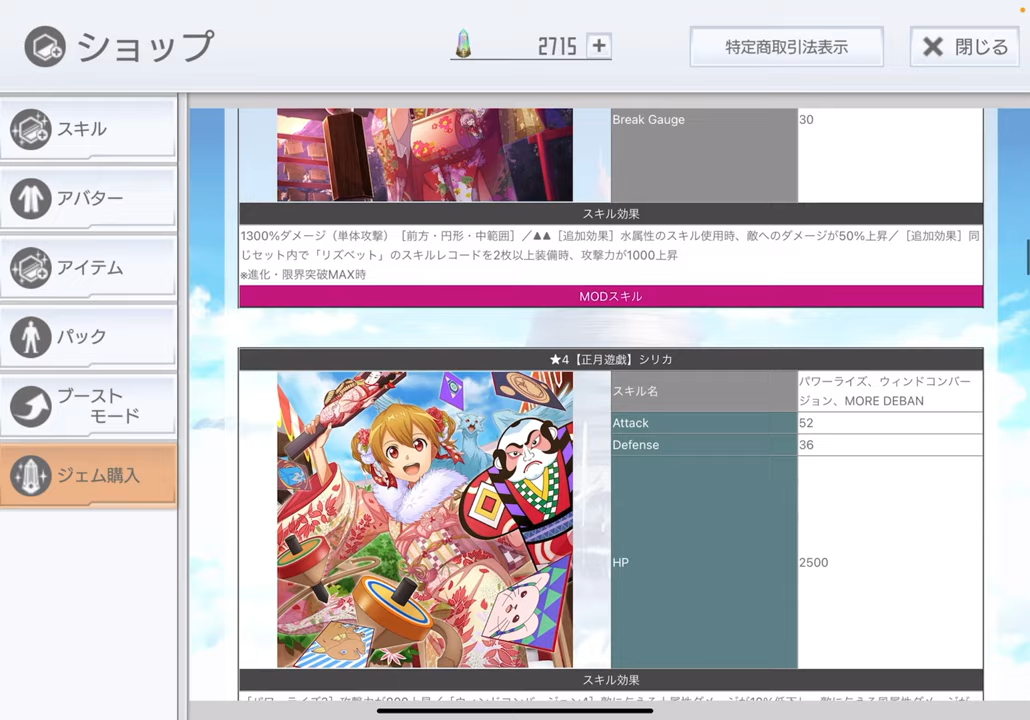 ショップ
2715
特定商取引法表示
閉じる
スキル
アバター
アイテム
パック
ブースト
モード
ジェム購入
Break Gauge
30
スキル効果
1300%ダメージ（単体攻撃）［前方・円形・中範囲］／▲▲［追加効果］水属性のスキル使用時、敵へのダメージが50%上昇／［追加効果］同
じセット内で「リズベット」のスキルレコードを2枚以上装備時、攻撃力が1000上昇
※進化・限界突破MAX時
MODスキル
★4【正月遊戯】シリカ
スキル名
パワーライズ、ウィンドコンバー
ジョン、MORE DEBAN
Attack
52
Defense
36
HP
2500
スキル効果